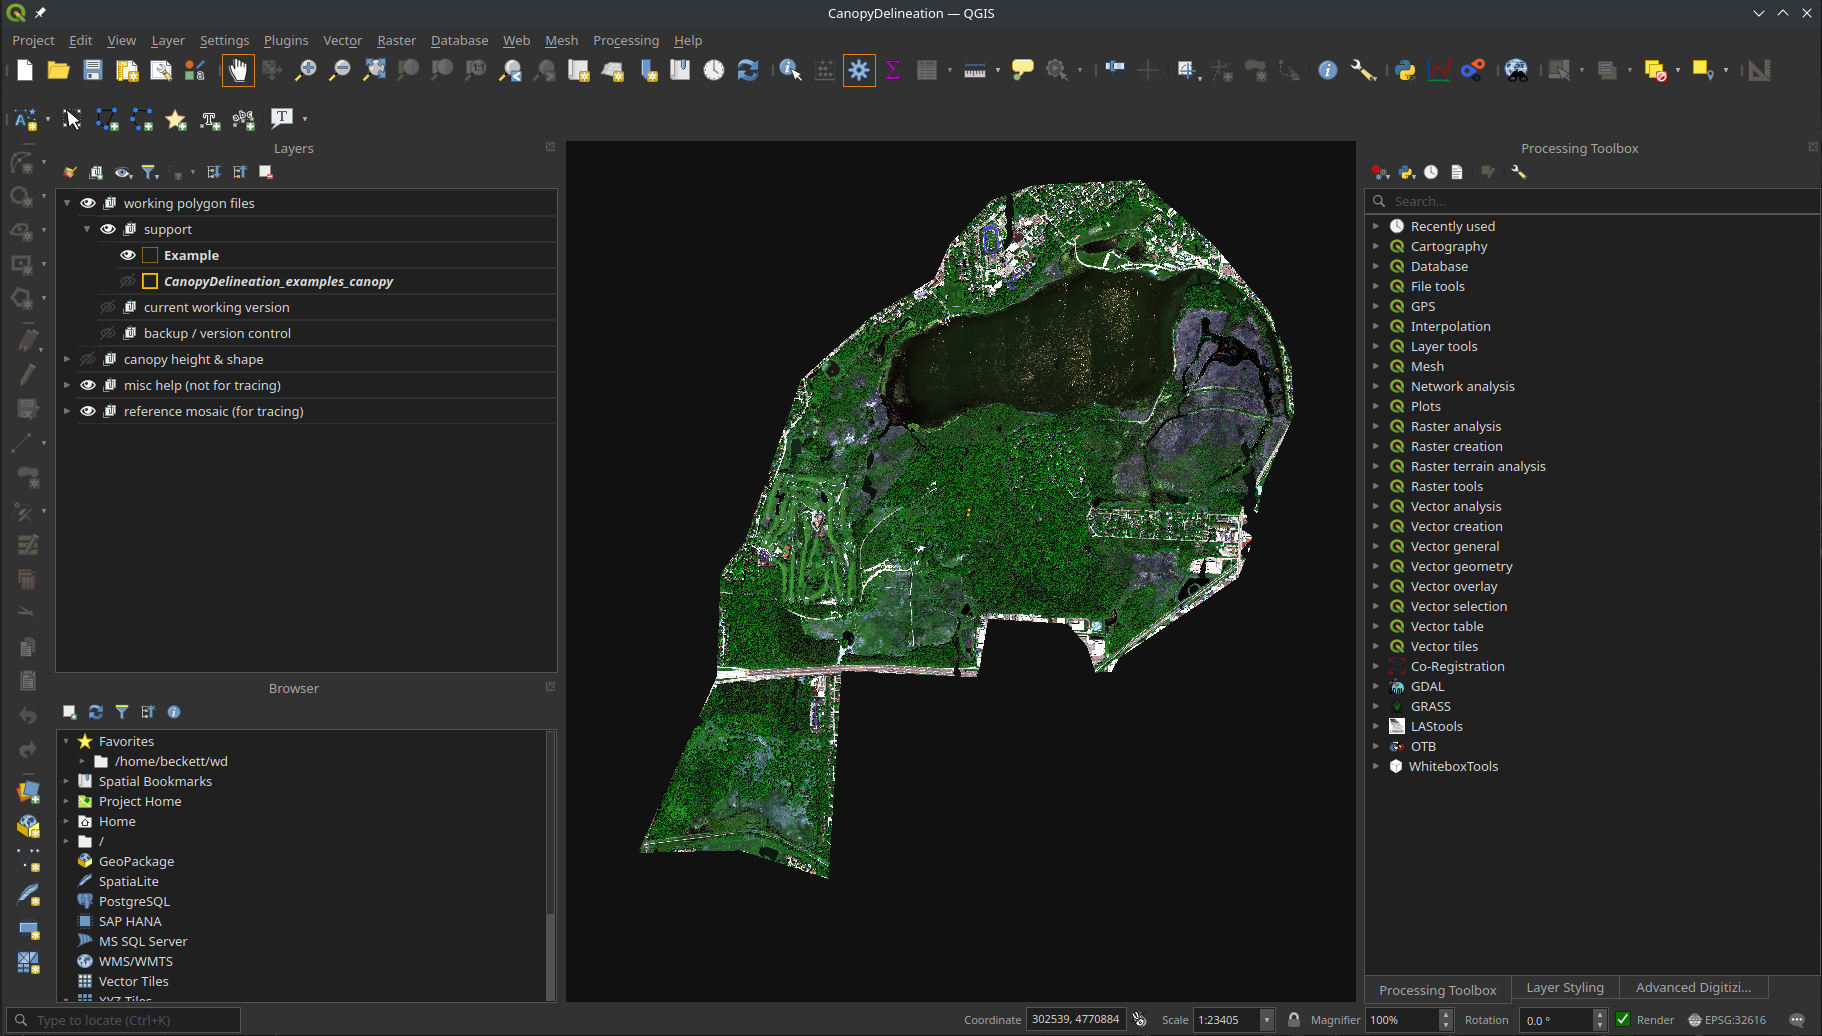 CanopyDelineation — QGIS
Project Edit View Layer Settings Plugins Vector Raster Database Web Mesh Processing Help
Layers
working polygon files
support
Example
CanopyDelineation_examples_canopy
current working version
backup / version control
canopy height & shape
misc help (not for tracing)
reference mosaic (for tracing)
Browser
Favorites
/home/beckett/wd
Spatial Bookmarks
Project Home
Home
/
GeoPackage
SpatiaLite
PostgreSQL
SAP HANA
MS SQL Server
WMS/WMTS
Vector Tiles
XYZ Tiles
Processing Toolbox
Search...
Recently used
Cartography
Database
File tools
GPS
Interpolation
Layer tools
Mesh
Network analysis
Plots
Raster analysis
Raster creation
Raster terrain analysis
Raster tools
Vector analysis
Vector creation
Vector general
Vector geometry
Vector overlay
Vector selection
Vector table
Vector tiles
Co-Registration
GDAL
GRASS
LAStools
OTB
WhiteboxTools
Processing Toolbox Layer Styling Advanced Digitizi...
Type to locate (Ctrl+K) Coordinate 302539, 4770884 Scale 1:23405 Magnifier 100% Rotation 0.0 ° Render EPSG:32616